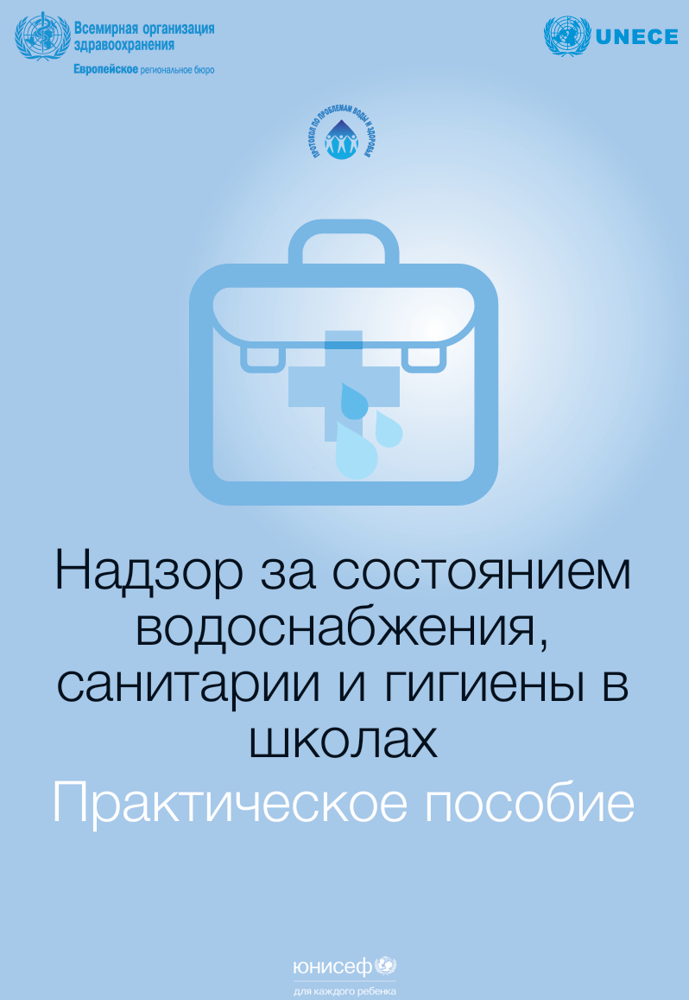 Всемирная организация
здравоохранения
Европейское региональное бюро
UNECE
ПРОТОКОЛ ПО ПРОБЛЕМАМ ВОДЫ И ЗДОРОВЬЯ
Надзор за состоянием
водоснабжения,
санитарии и гигиены в
школах
Практическое пособие
юнисеф
для каждого ребенка